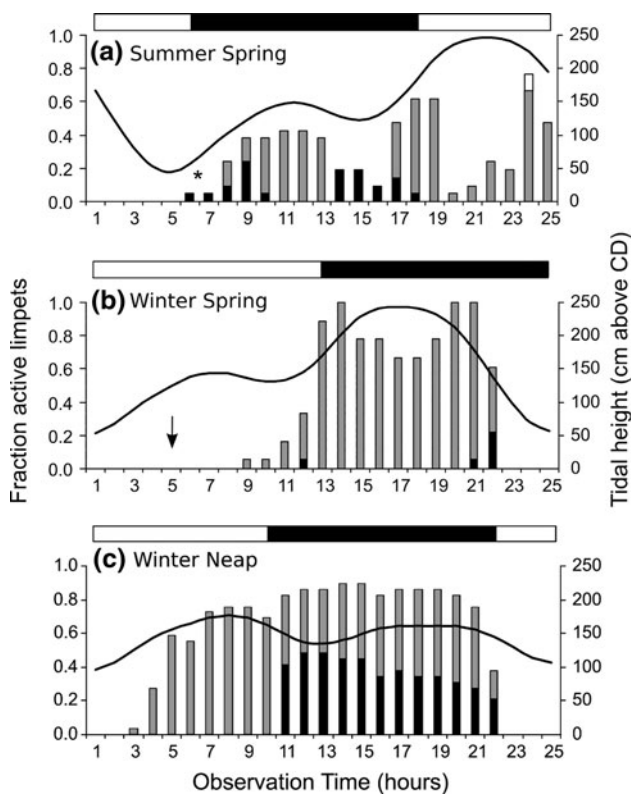 (a) Summer Spring
1.0 0.8 0.6 0.4 0.2 0.0
250 200 150 100 50 0
*
1 3 5 7 9 11 13 15 17 19 21 23 25
(b) Winter Spring
1.0 0.8 0.6 0.4 0.2 0.0
250 200 150 100 50 0
1 3 5 7 9 11 13 15 17 19 21 23 25
(c) Winter Neap
1.0 0.8 0.6 0.4 0.2 0.0
250 200 150 100 50 0
1 3 5 7 9 11 13 15 17 19 21 23 25
Fraction active limpets
Tidal height (cm above CD)
Observation Time (hours)